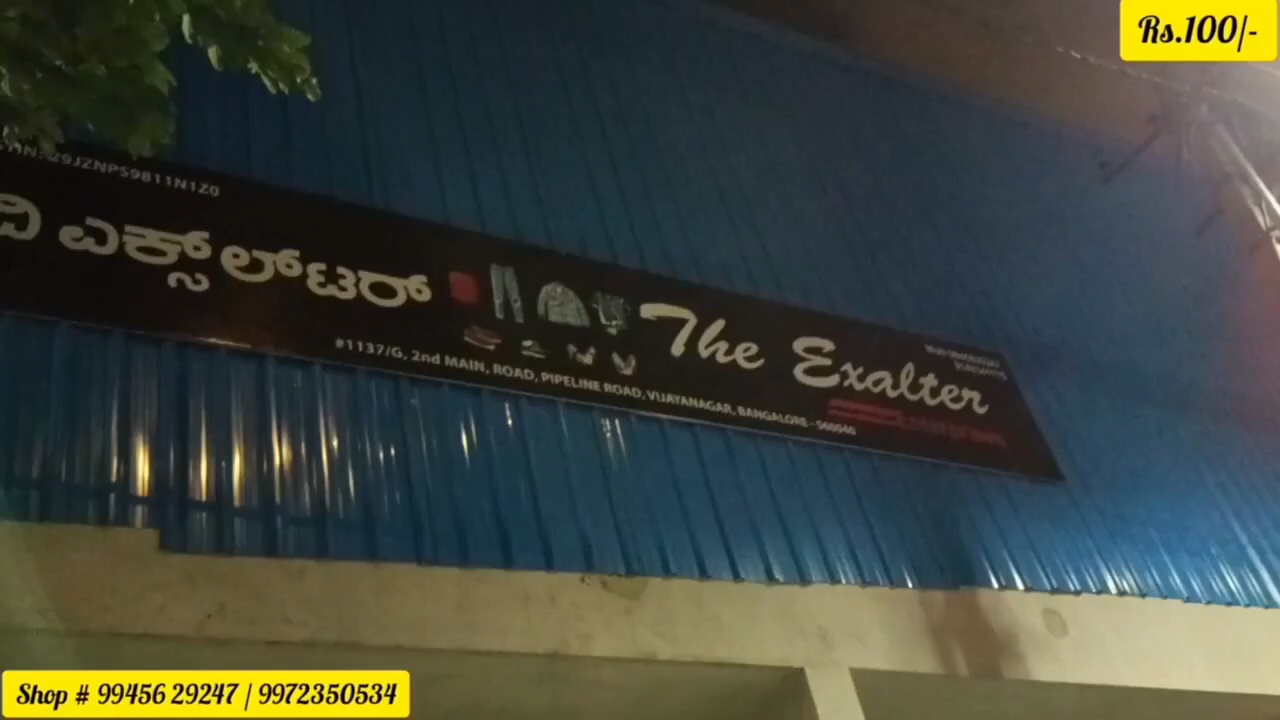 Rs.100/-
29JZNPS9811N1Z0
ದಿ ಎಕ್ಸ್‌ಲ್‌ಟರ್
The Exalter
#1137/G, 2nd MAIN, ROAD, PIPELINE ROAD, VIJAYANAGAR, BANGALORE - 560040
Shop # 99456 29247 / 9972350534